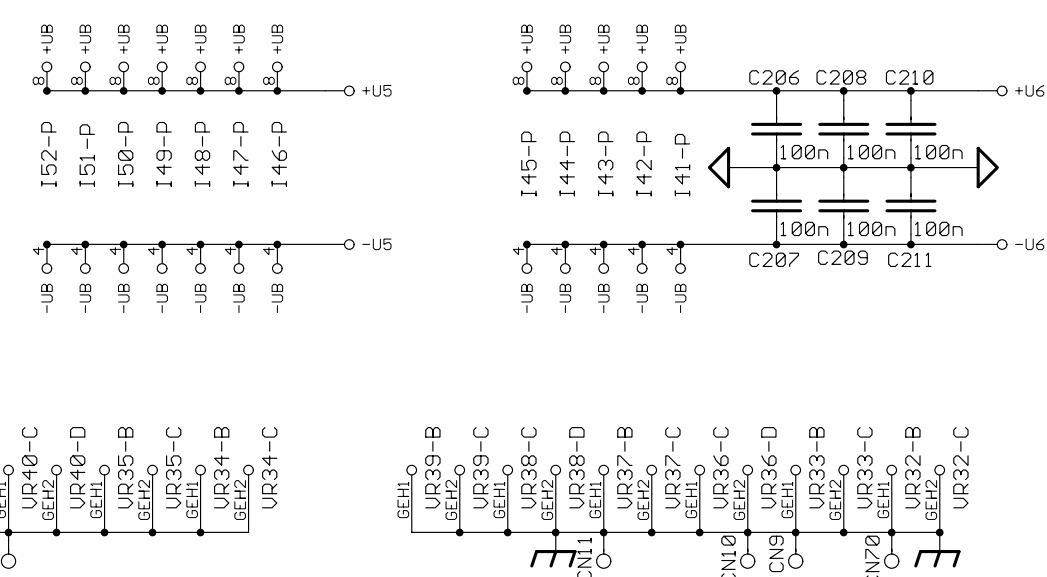 +UB +UB +UB +UB +UB +UB +UB
8 8 8 8 8 8 8
+U5
I52-P I51-P I50-P I49-P I48-P I47-P I46-P
4 4 4 4 4 4 4
-U5
-UB -UB -UB -UB -UB -UB -UB
+UB +UB +UB +UB +UB
8 8 8 8 8
C206 C208 C210
+U6
I45-P I44-P I43-P I42-P I41-P
100n 100n 100n
100n 100n 100n
4 4 4 4 4
-U6
C207 C209 C211
-UB -UB -UB -UB -UB
GEH1 VR40-C GEH2 VR40-D GEH1 VR35-B GEH2 VR35-C GEH1 VR34-B GEH2 VR34-C
GEH1 VR39-B GEH2 VR39-C GEH1 VR38-C GEH2 VR38-D GEH1 VR37-B GEH2 VR37-C GEH1 VR36-C GEH2 VR36-D GEH1 VR33-B GEH2 VR33-C GEH1 VR32-B GEH2 VR32-C
CN11 CN10 CN9 CN70